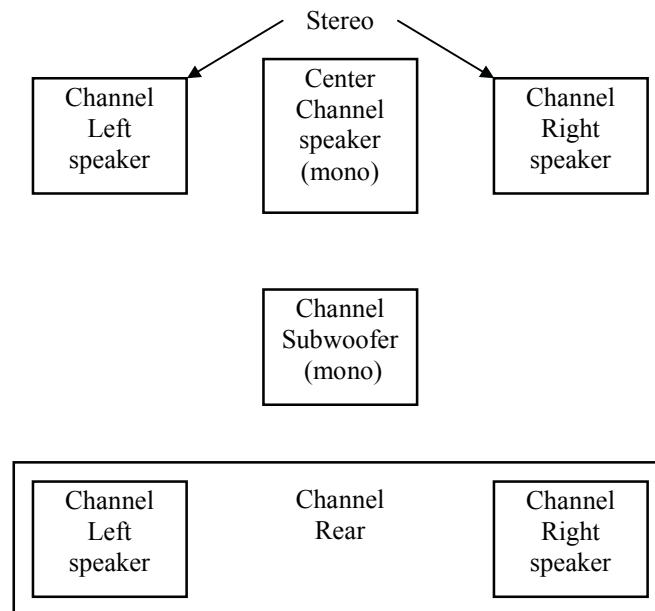 Stereo
Channel
Left
speaker
Center
Channel
speaker
(mono)
Channel
Right
speaker
Channel
Subwoofer
(mono)
Channel
Left
speaker
Channel
Rear
Channel
Right
speaker